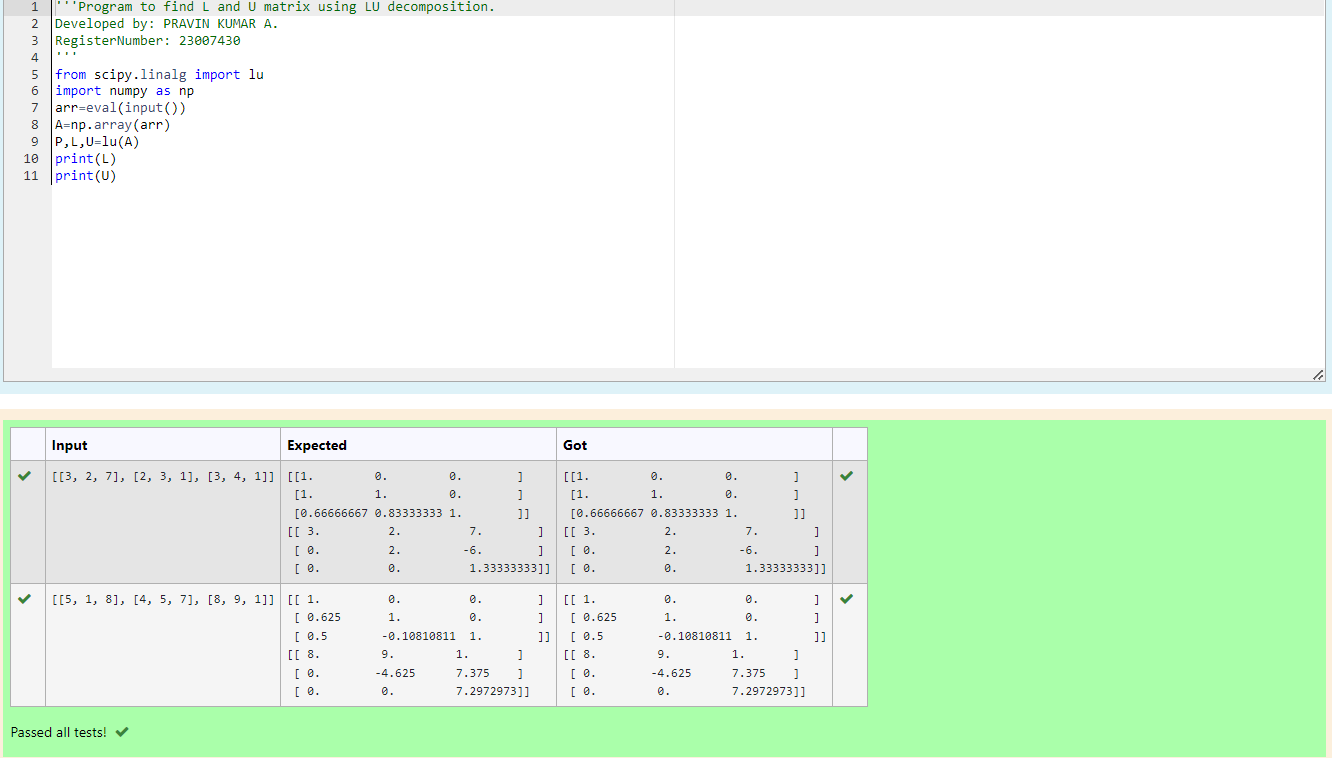 1 '''Program to find L and U matrix using LU decomposition.
2 Developed by: PRAVIN KUMAR A.
3 RegisterNumber: 23007430
4 '''
5 from scipy.linalg import lu
6 import numpy as np
7 arr=eval(input())
8 A=np.array(arr)
9 P,L,U=lu(A)
10 print(L)
11 print(U)
Input Expected Got
[[3, 2, 7], [2, 3, 1], [3, 4, 1]] [[1. 0. 0. ] [[1. 0. 0. ]
[1. 1. 0. ] [1. 1. 0. ]
[0.66666667 0.83333333 1. ]] [0.66666667 0.83333333 1. ]]
[[ 3. 2. 7. ] [[ 3. 2. 7. ]
[ 0. 2. -6. ] [ 0. 2. -6. ]
[ 0. 0. 1.33333333]] [ 0. 0. 1.33333333]]
[[5, 1, 8], [4, 5, 7], [8, 9, 1]] [[ 1. 0. 0. ] [[ 1. 0. 0. ]
[ 0.625 1. 0. ] [ 0.625 1. 0. ]
[ 0.5 -0.10810811 1. ]] [ 0.5 -0.10810811 1. ]]
[[ 8. 9. 1. ] [[ 8. 9. 1. ]
[ 0. -4.625 7.375 ] [ 0. -4.625 7.375 ]
[ 0. 0. 7.2972973]] [ 0. 0. 7.2972973]]
Passed all tests!